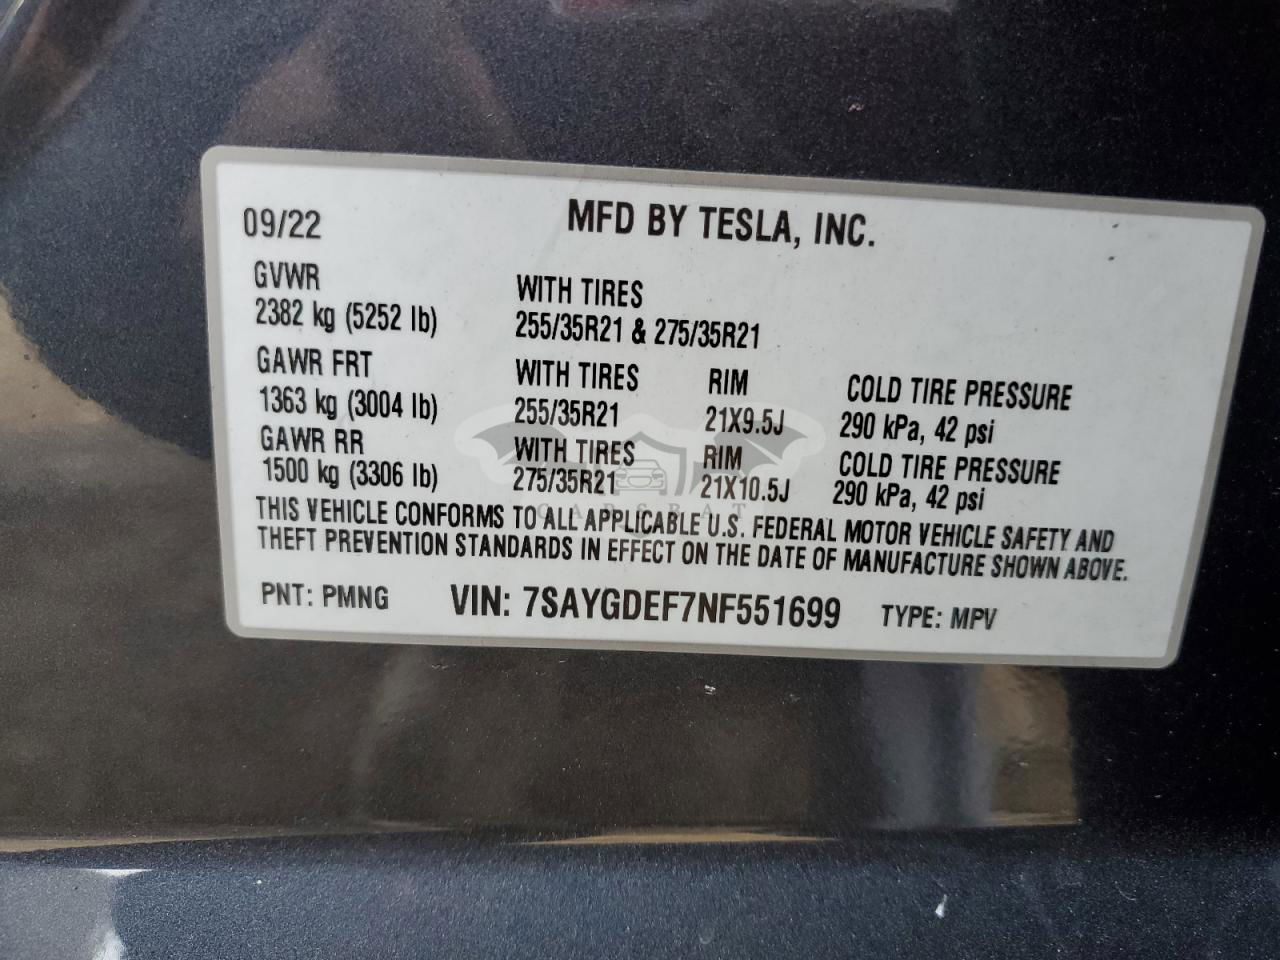 09/22 MFD BY TESLA, INC.
GVWR WITH TIRES
2382 kg (5252 lb) 255/35R21 & 275/35R21
GAWR FRT WITH TIRES RIM COLD TIRE PRESSURE
1363 kg (3004 lb) 255/35R21 21X9.5J 290 kPa, 42 psi
GAWR RR WITH TIRES RIM COLD TIRE PRESSURE
1500 kg (3306 lb) 275/35R21 21X10.5J 290 kPa, 42 psi
CARSBAT
THIS VEHICLE CONFORMS TO ALL APPLICABLE U.S. FEDERAL MOTOR VEHICLE SAFETY AND
THEFT PREVENTION STANDARDS IN EFFECT ON THE DATE OF MANUFACTURE SHOWN ABOVE.
PNT: PMNG VIN: 7SAYGDEF7NF551699 TYPE: MPV